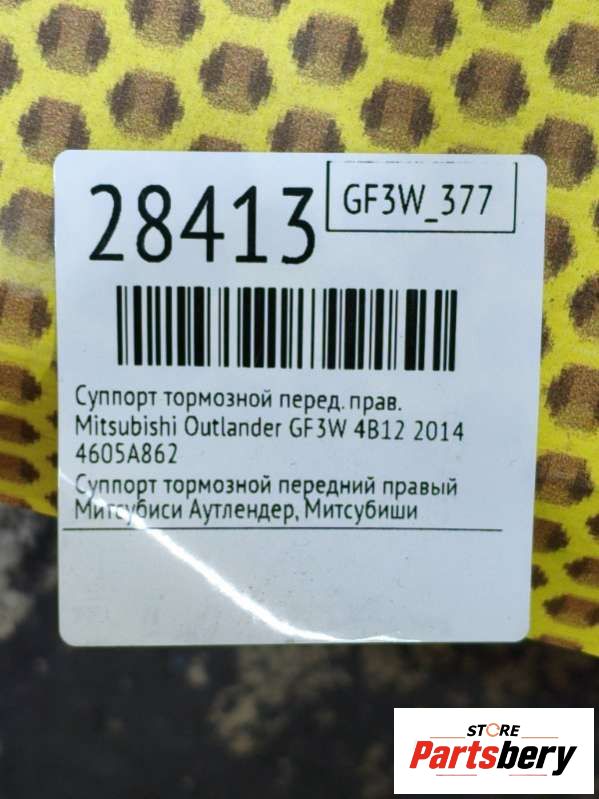 28413
GF3W_377
Суппорт тормозной перед. прав.
Mitsubishi Outlander GF3W 4B12 2014
4605A862
Суппорт тормозной передний правый
Митсубиси Аутлендер, Митсубиши
STORE
Partsbery